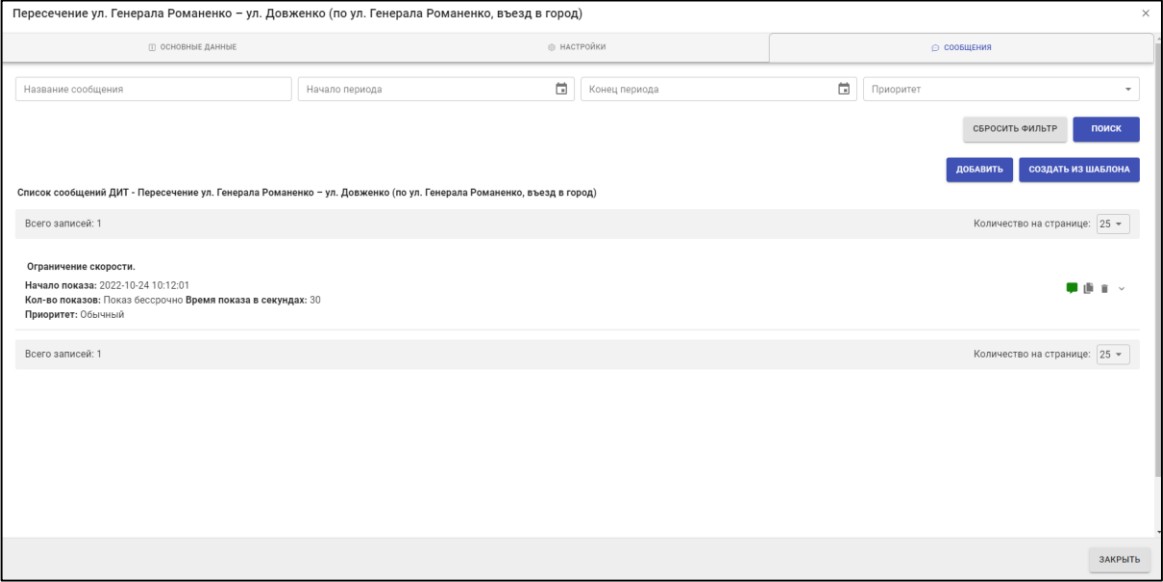 Пересечение ул. Генерала Романенко – ул. Довженко (по ул. Генерала Романенко, въезд в город)
ОСНОВНЫЕ ДАННЫЕ
НАСТРОЙКИ
СООБЩЕНИЯ
Название сообщения
Начало периода
Конец периода
Приоритет
СБРОСИТЬ ФИЛЬТР
ПОИСК
ДОБАВИТЬ
СОЗДАТЬ ИЗ ШАБЛОНА
Список сообщений ДИТ - Пересечение ул. Генерала Романенко – ул. Довженко (по ул. Генерала Романенко, въезд в город)
Всего записей: 1
Количество на странице: 25
Ограничение скорости.
Начало показа: 2022-10-24 10:12:01
Кол-во показов: Показ бессрочно Время показа в секундах: 30
Приоритет: Обычный
Всего записей: 1
Количество на странице: 25
ЗАКРЫТЬ